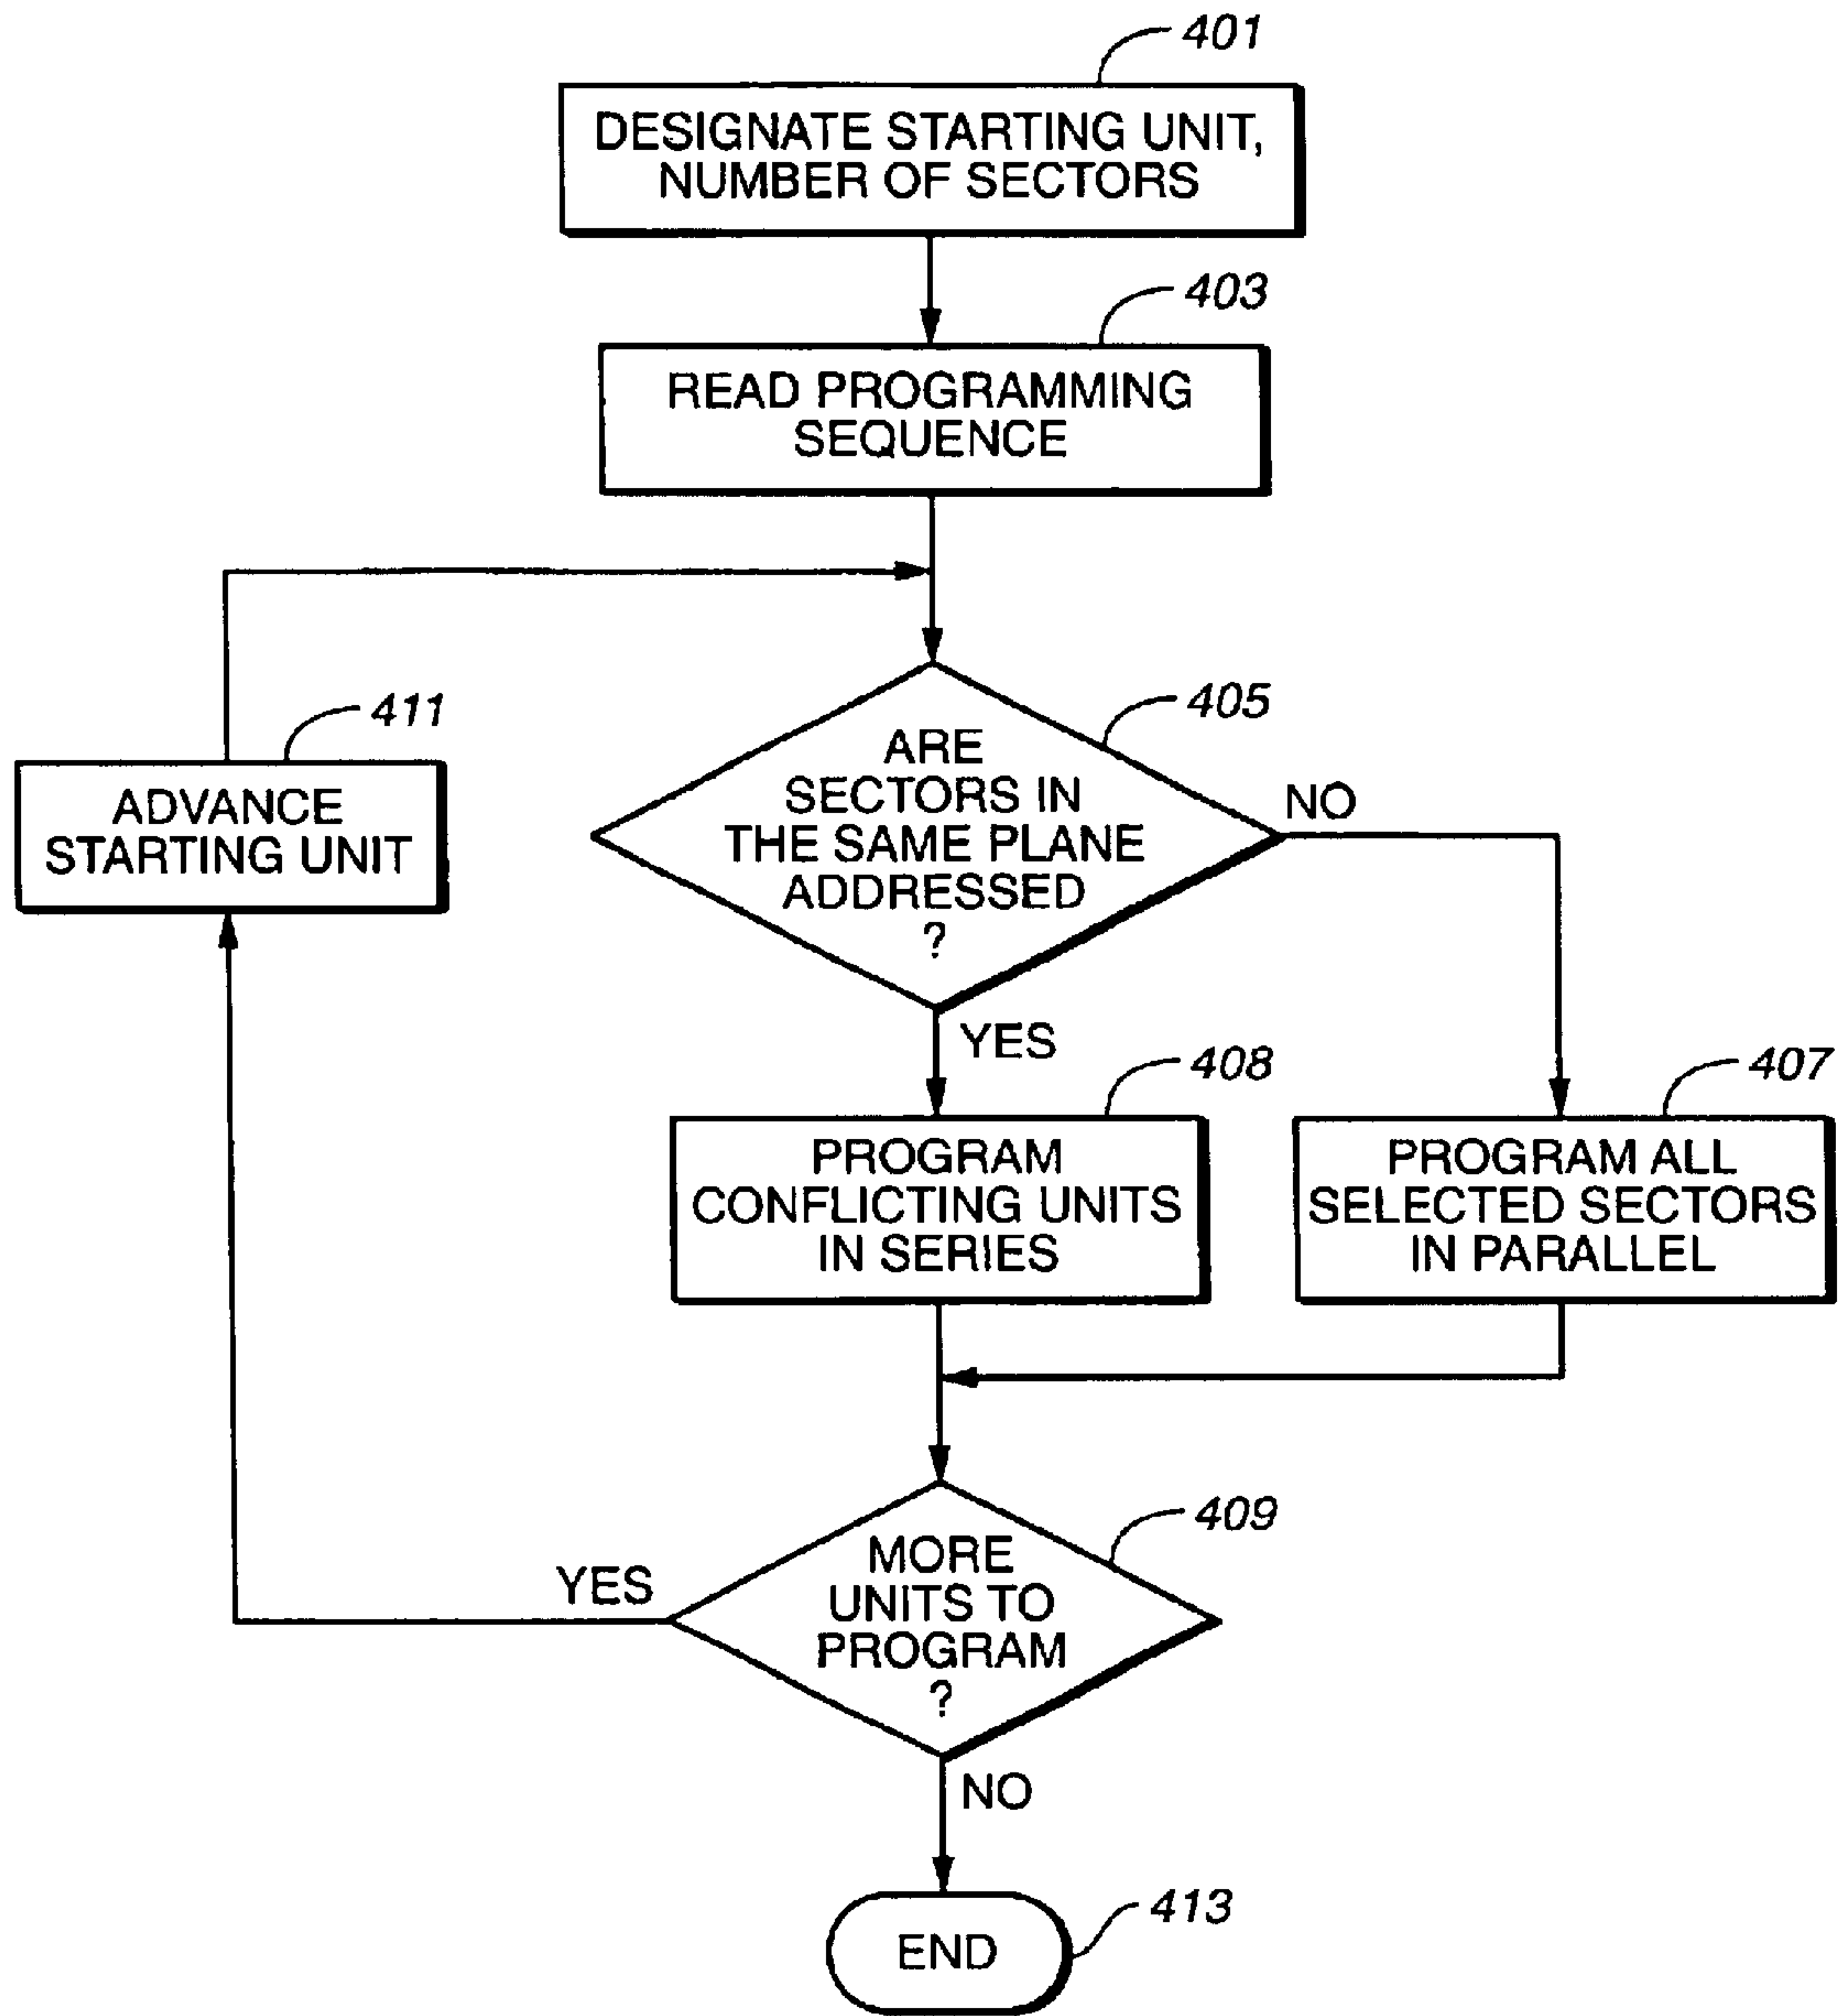 401
DESIGNATE STARTING UNIT,
NUMBER OF SECTORS
403
READ PROGRAMMING
SEQUENCE
405
ARE
SECTORS IN
THE SAME PLANE
ADDRESSED
?
NO
YES
411
ADVANCE
STARTING UNIT
408
PROGRAM
CONFLICTING UNITS
IN SERIES
407
PROGRAM ALL
SELECTED SECTORS
IN PARALLEL
409
MORE
UNITS TO
PROGRAM
?
YES
NO
413
END